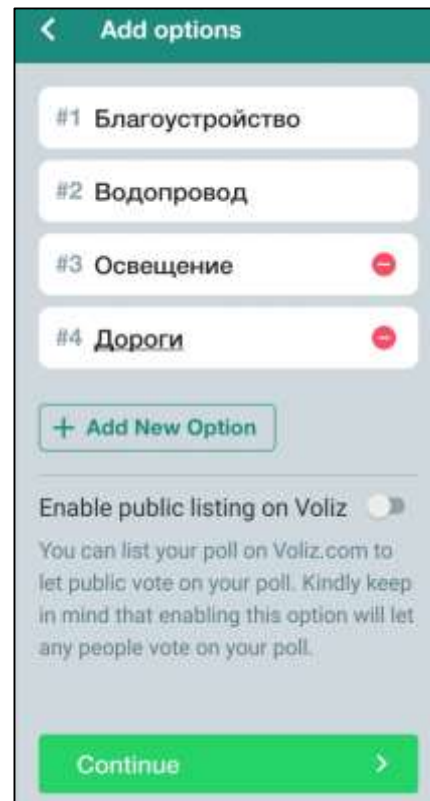 Add options
#1 Благоустройство
#2 Водопровод
#3 Освещение
#4 Дороги
+ Add New Option
Enable public listing on Voliz
You can list your poll on Voliz.com to
let public vote on your poll. Kindly keep
in mind that enabling this option will let
any people vote on your poll.
Continue